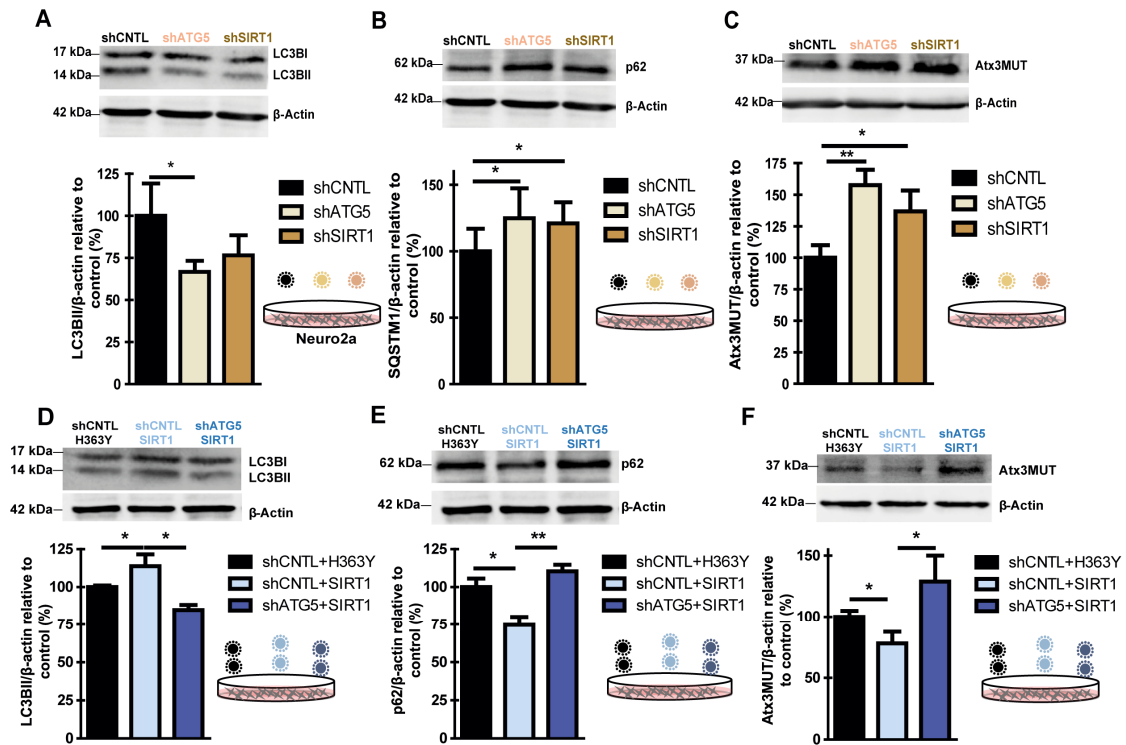 A
shCNTL shATG5 shSIRT1
17 kDa
LC3BI
14 kDa
LC3BII
42 kDa
β-Actin
LC3BII/β-actin relative to
control (%)
125
100
75
50
25
0
*
shCNTL
shATG5
shSIRT1
Neuro2a
B
shCNTL shATG5 shSIRT1
62 kDa
p62
42 kDa
β-Actin
SQSTM1/β-actin relative to
control (%)
150
100
50
0
*
*
shCNTL
shATG5
shSIRT1
C
shCNTL shATG5 shSIRT1
37 kDa
Atx3MUT
42 kDa
β-Actin
Atx3MUT/β-actin relative to
control (%)
175
150
125
100
75
50
25
0
*
**
shCNTL
shATG5
shSIRT1
D
shCNTL shCNTL shATG5
H363Y SIRT1 SIRT1
17 kDa
LC3BI
14 kDa
LC3BII
42 kDa
β-Actin
LC3BII/β-actin relative to
control (%)
125
100
75
50
25
0
* *
shCNTL+H363Y
shCNTL+SIRT1
shATG5+SIRT1
E
shCNTL shCNTL shATG5
H363Y SIRT1 SIRT1
62 kDa
p62
42 kDa
β-Actin
p62/β-actin relative to
control (%)
125
100
75
50
25
0
* **
shCNTL+H363Y
shCNTL+SIRT1
shATG5+SIRT1
F
shCNTL shCNTL shATG5
H363Y SIRT1 SIRT1
37 kDa
Atx3MUT
42 kDa
β-Actin
Atx3MUT/β-actin relative
to control (%)
150
125
100
75
50
25
0
*
*
shCNTL+H363Y
shCNTL+SIRT1
shATG5+SIRT1